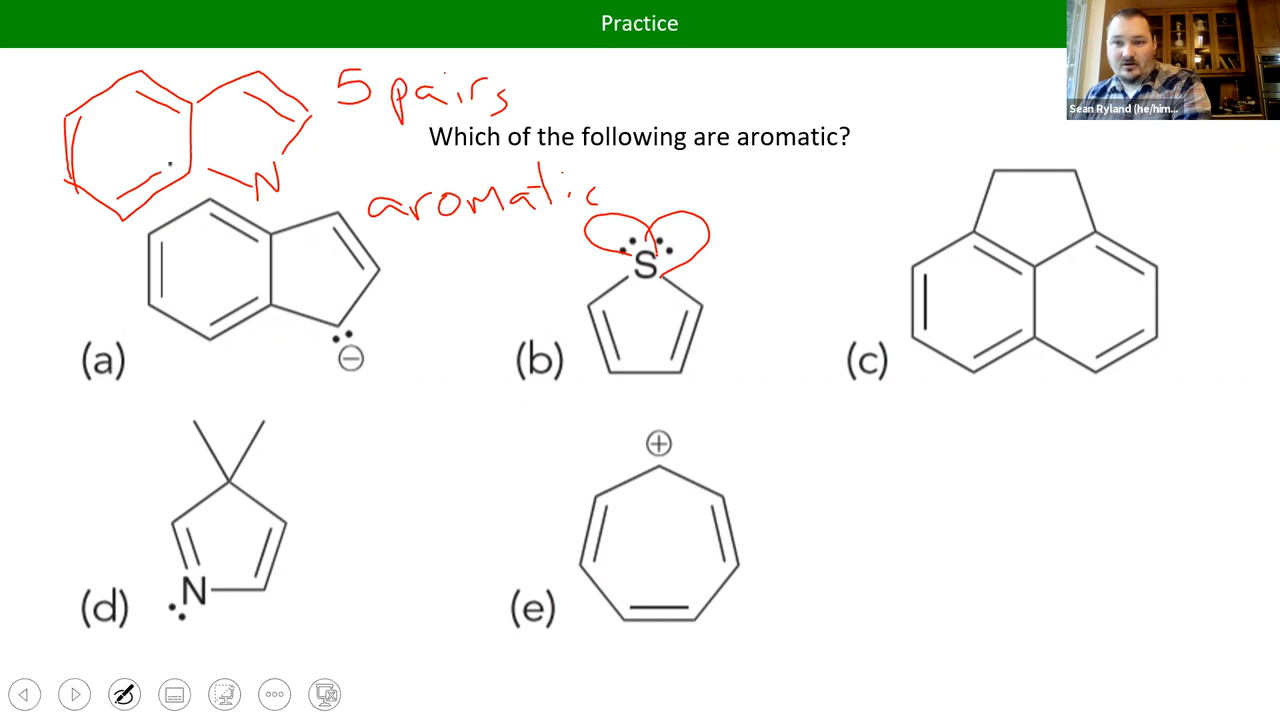 Practice
Sean Ryland (he/him...
5 pairs
Which of the following are aromatic?
aromatic
N
(a)
⊖
(b)
S
(c)
(d)
N
(e)
⊕